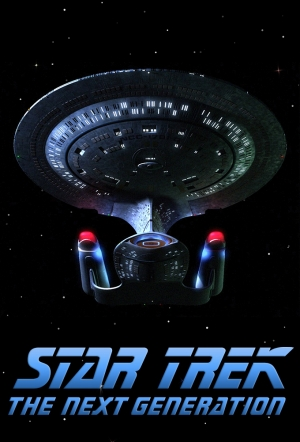 STAR TREK
THE NEXT GENERATION